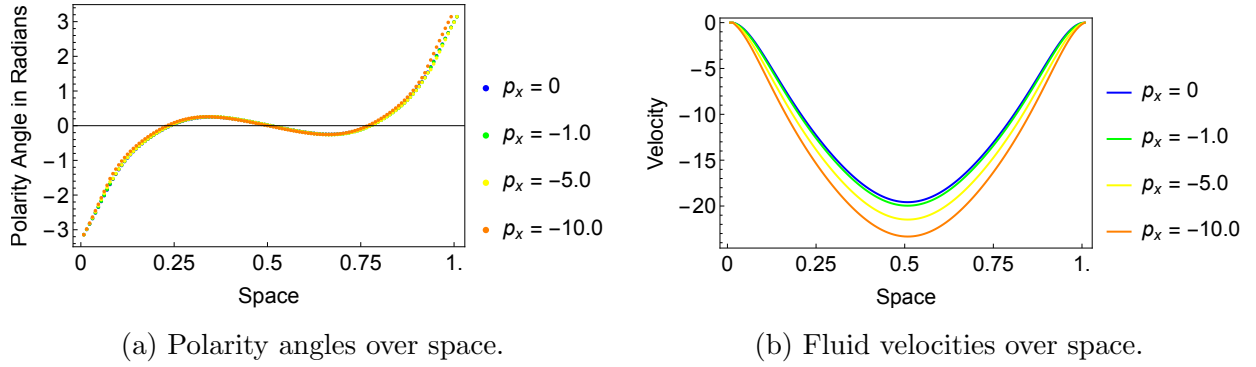 3
2
1
0
-1
-2
-3
Polarity Angle in Radians
0
0.25
0.5
0.75
1.
Space
p_x = 0
p_x = -1.0
p_x = -5.0
p_x = -10.0
(a) Polarity angles over space.
0
-5
-10
-15
-20
Velocity
0
0.25
0.5
0.75
1.
Space
p_x = 0
p_x = -1.0
p_x = -5.0
p_x = -10.0
(b) Fluid velocities over space.